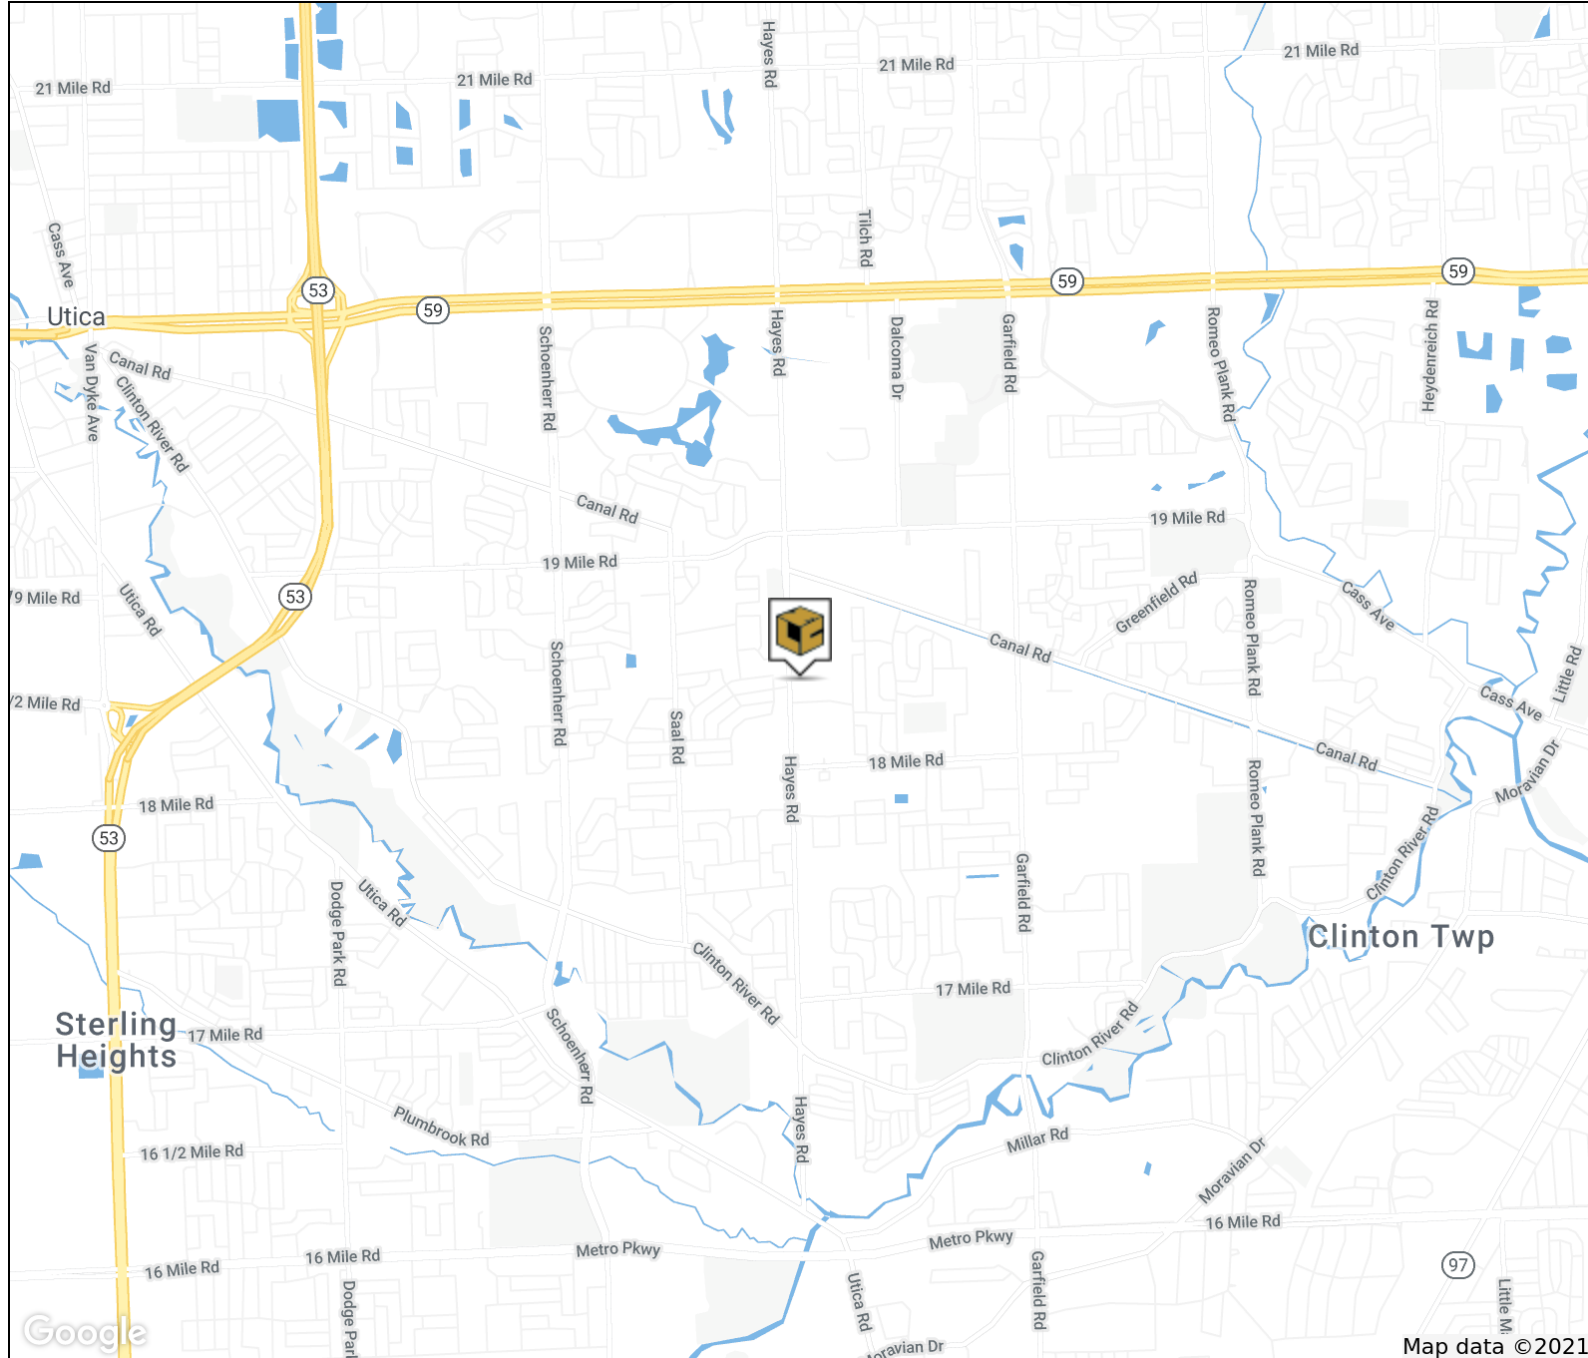 Hayes Rd
21 Mile Rd
21 Mile Rd
21 Mile Rd
21 Mile Rd
Cass Ave
Tilch Rd
53
59
59
59
Utica
Schoenherr Rd
Hayes Rd
Dalcoma Dr
Garfield Rd
Romeo Plank Rd
Heydenreich Rd
Van Dyke Ave
Canal Rd
Clinton River Rd
Canal Rd
19 Mile Rd
19 Mile Rd
/9 Mile Rd
Utica Rd
53
Greenfield Rd
Cass Ave
Romeo Plank Rd
Canal Rd
Schoenherr Rd
Little Rd
/2 Mile Rd
Saal Rd
Cass Ave
Hayes Rd
18 Mile Rd
Canal Rd
Moravian Dr
18 Mile Rd
53
Romeo Plank Rd
Clinton River Rd
Dodge Park Rd
Utica Rd
Garfield Rd
Clinton Twp
Clinton River Rd
17 Mile Rd
Sterling
Heights
17 Mile Rd
Schoenherr Rd
Clinton River Rd
Plumbrook Rd
Hayes Rd
Millar Rd
16 1/2 Mile Rd
Moravian Dr
16 Mile Rd
Metro Pkwy
Metro Pkwy
16 Mile Rd
16 Mile Rd
97
Dodge Park
Utica Rd
Garfield Rd
Little M
Google
Moravian Dr
Map data ©2021